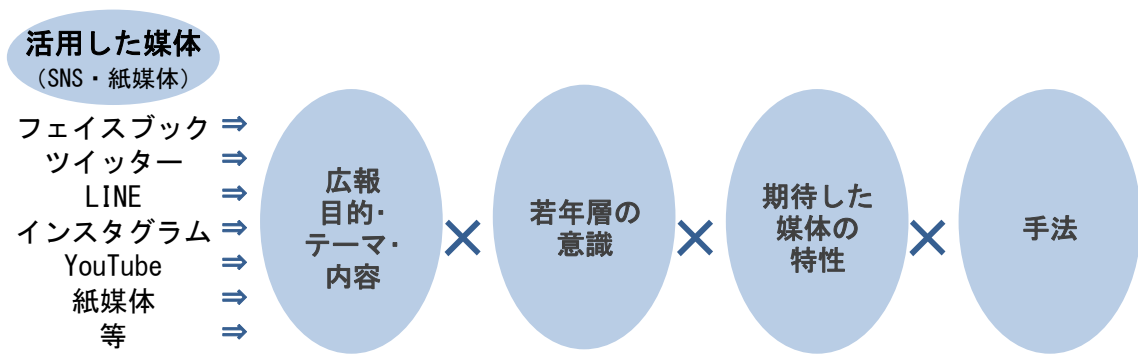 活用した媒体
（SNS・紙媒体）
フェイスブック ⇒
ツイッター ⇒
LINE ⇒
インスタグラム ⇒
YouTube ⇒
紙媒体 ⇒
等 ⇒
広報
目的・
テーマ・
内容
×
若年層の
意識
×
期待した
媒体の
特性
×
手法